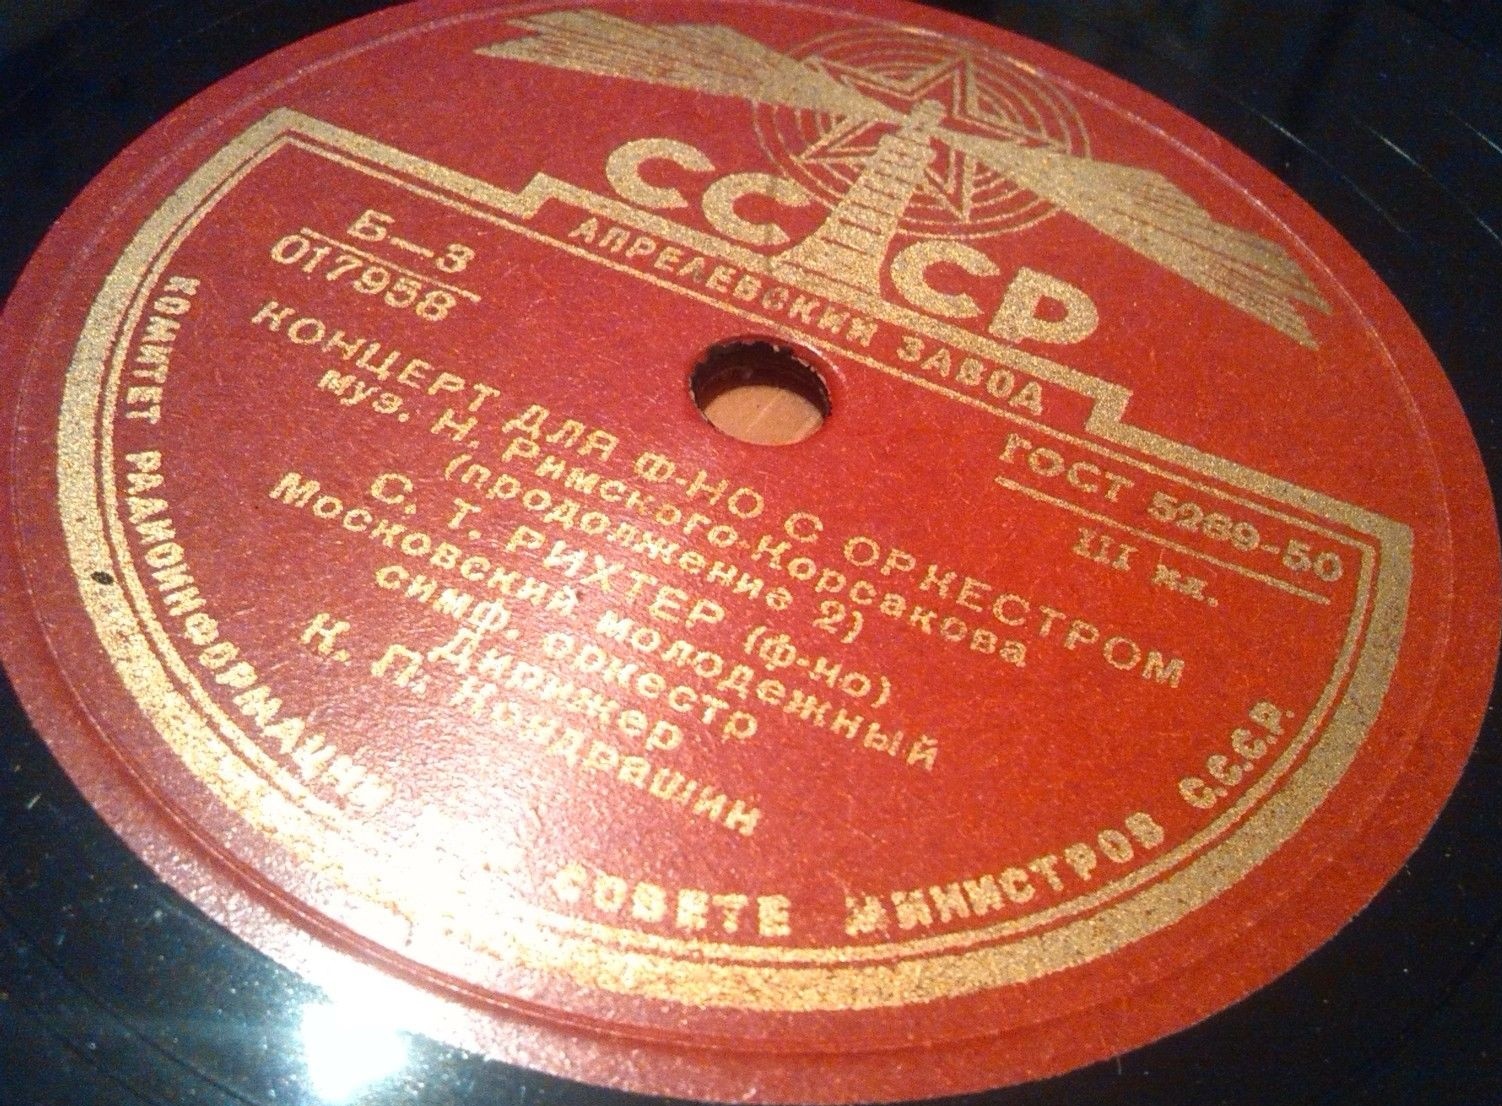 СССР
АПРЕЛЕВСКИЙ ЗАВОД
Б—3
017958
ГОСТ 5289-50
III кл.
КОНЦЕРТ ДЛЯ Ф-НО С ОРКЕСТРОМ
муз. Н. Римского-Корсакова
(продолжение 2)
С. Т. РИХТЕР (ф-но)
Московский молодежный
симф. оркестр
Дирижер
К. П. Кондрашин
КОМИТЕТ РАДИОИНФОРМАЦИИ СОВЕТЕ МИНИСТРОВ С.С.С.Р.